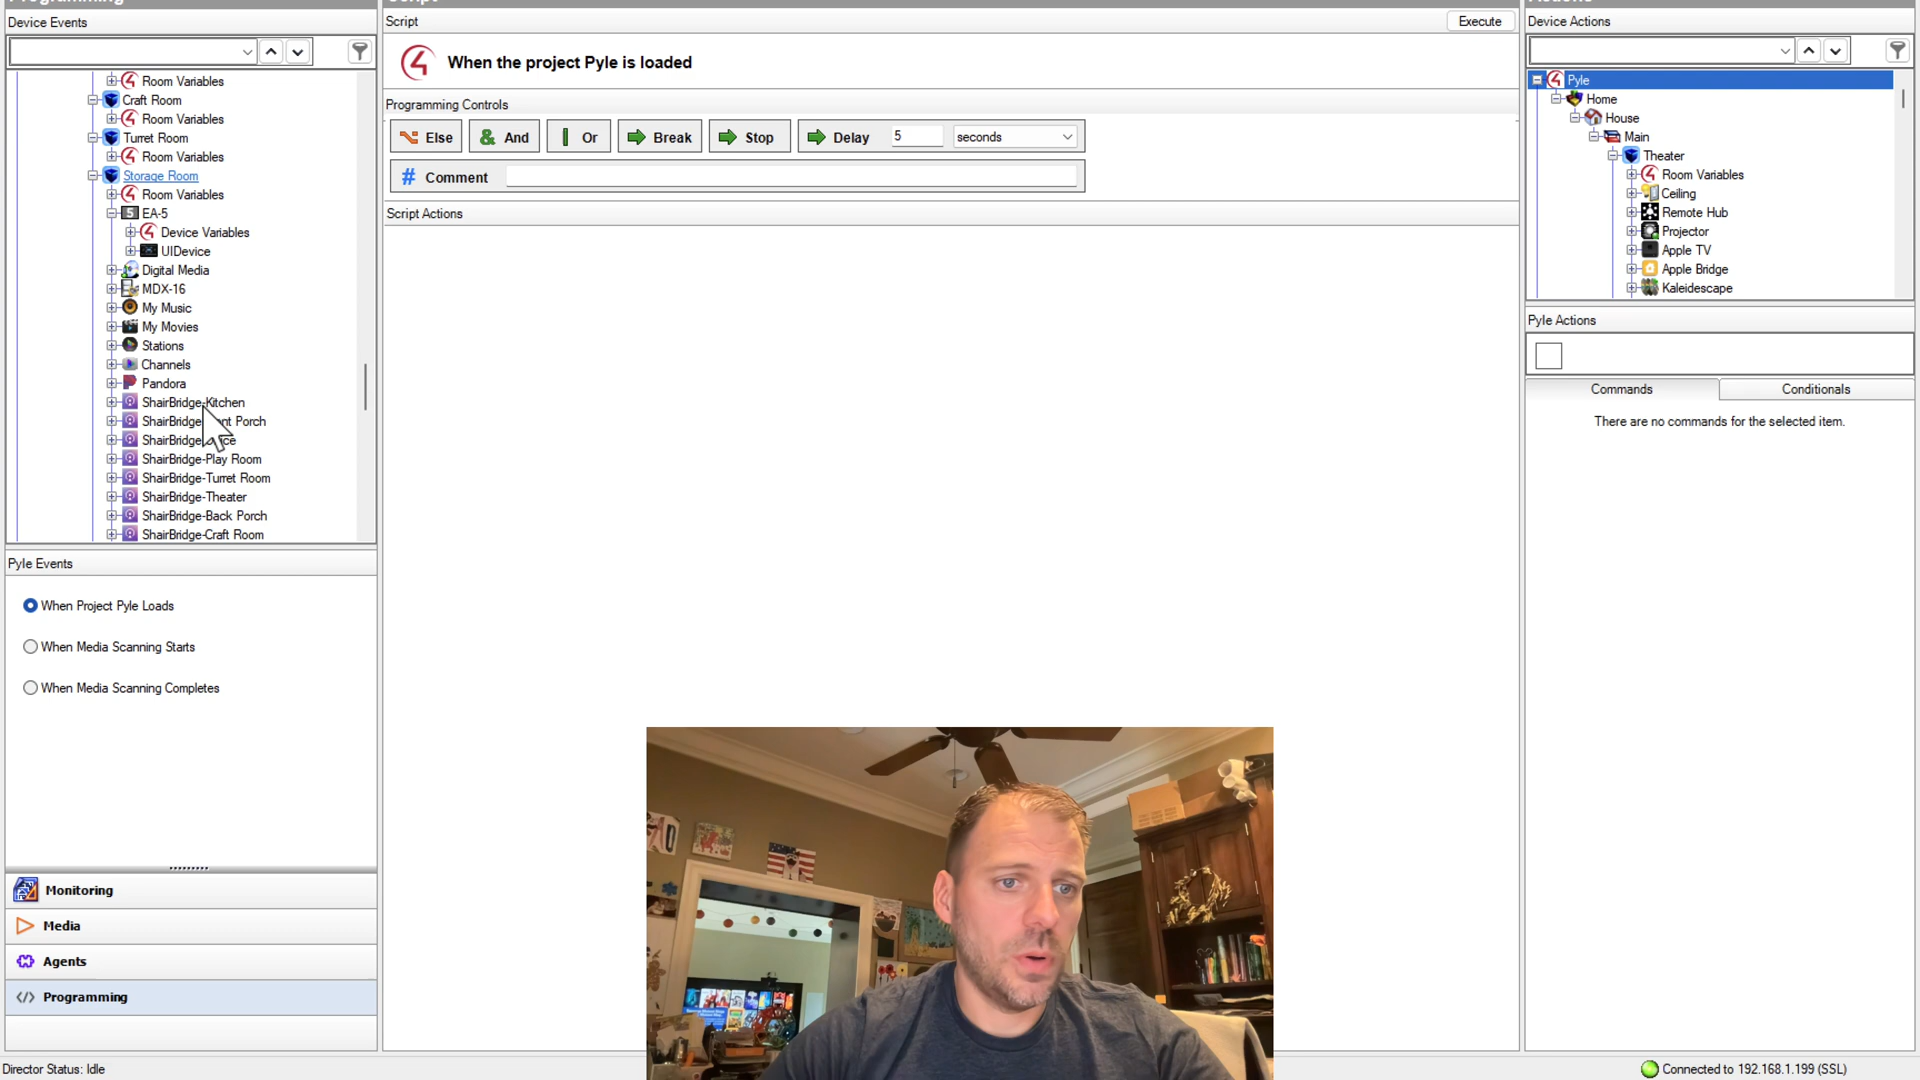 Device Events
Room Variables
Craft Room
Room Variables
Turret Room
Room Variables
Storage Room
Room Variables
EA-5
Device Variables
UIDevice
Digital Media
MDX-16
My Music
My Movies
Stations
Channels
Pandora
ShairBridge-Kitchen
Porch
ShairBridge-Play Room
ShairBridge-Turret Room
ShairBridge-Theater
ShairBridge-Back Porch
ShairBridge-Craft Room
Pyle Events
When Project Pyle Loads
When Media Scanning Starts
When Media Scanning Completes
Monitoring
Media
Agents
Programming
Director Status: Idle
Script
Execute
When the project Pyle is loaded
Programming Controls
Else
& And
Or
Break
Stop
Delay
5
seconds
# Comment
Script Actions
Device Actions
Pyle
Home
House
Main
Theater
Room Variables
Ceiling
Remote Hub
Projector
Apple TV
Apple Bridge
Kaleidescape
Pyle Actions
Commands
Conditionals
There are no commands for the selected item.
Connected to 192.168.1.199 (SSL)